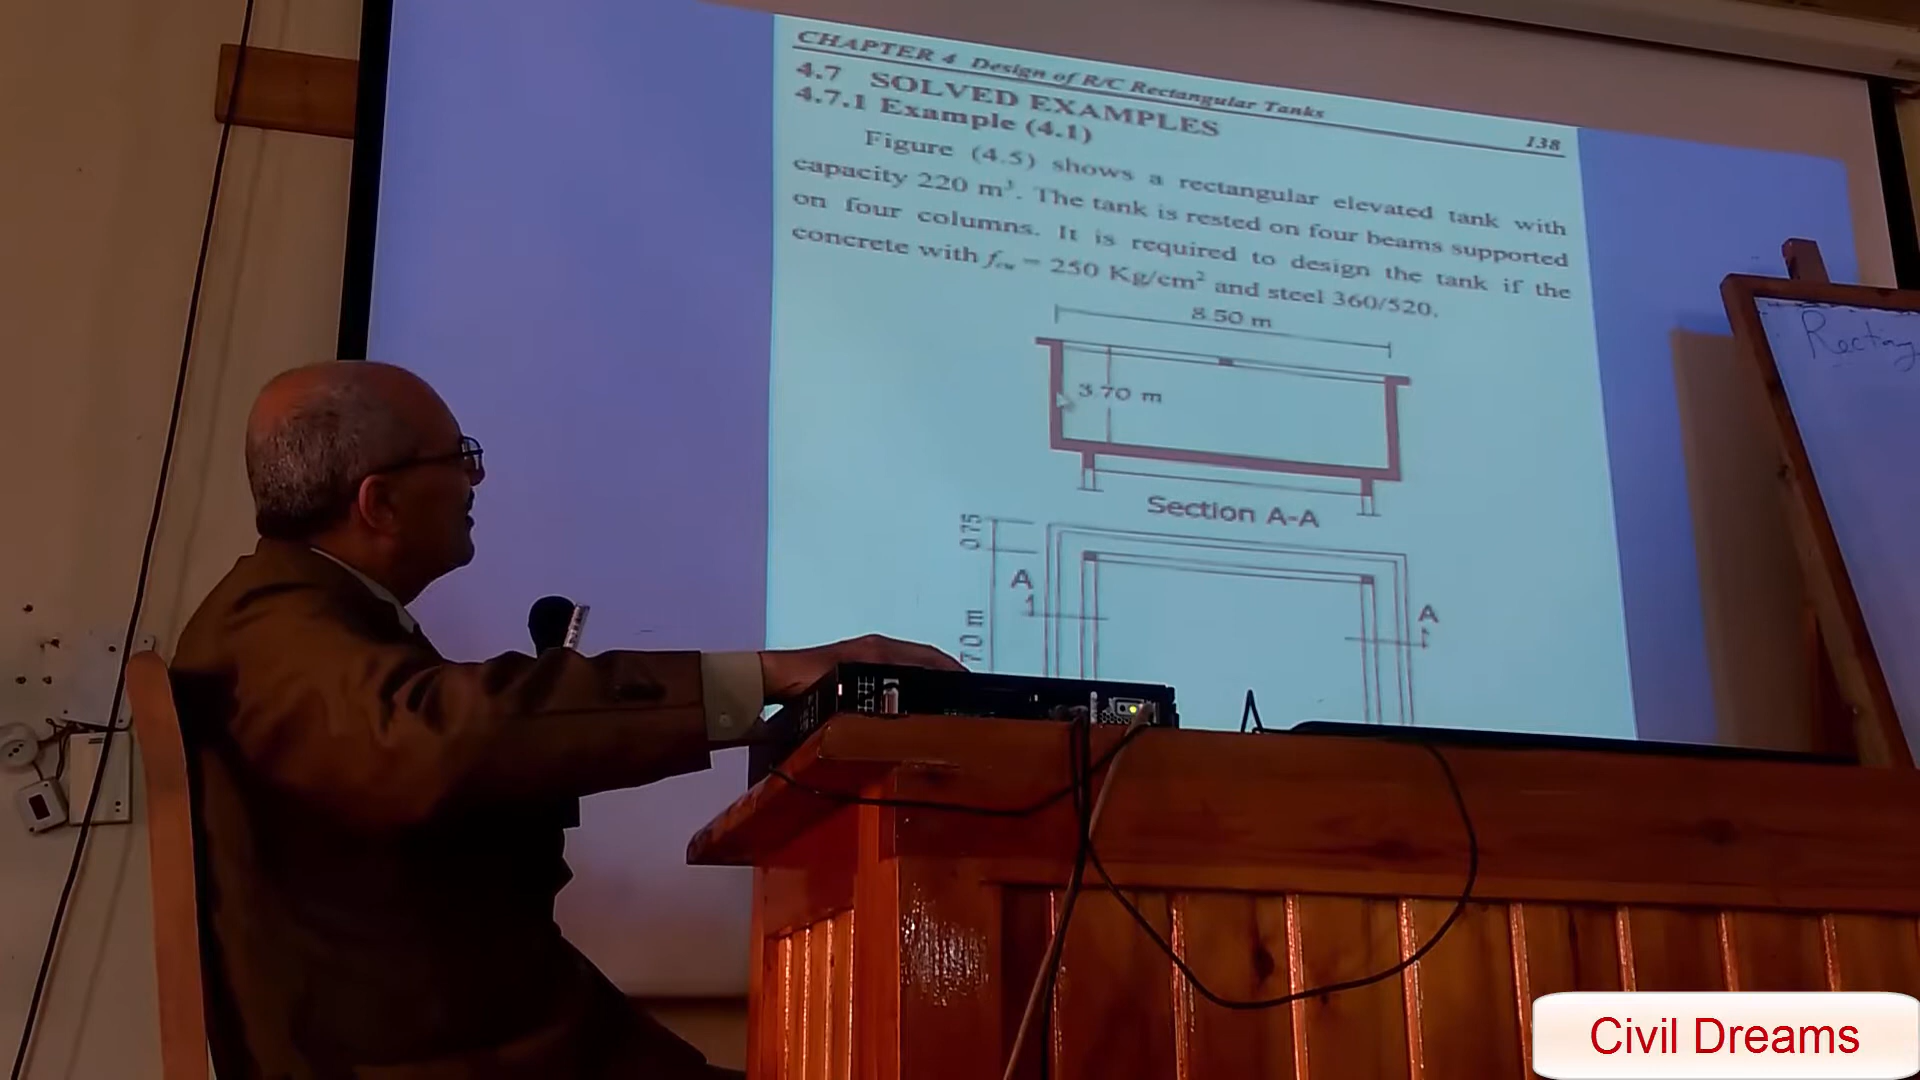 CHAPTER 4 Design of R/C Rectangular Tanks 138
4.7 SOLVED EXAMPLES
4.7.1 Example (4.1)
Figure (4.5) shows a rectangular elevated tank with
capacity 220 m³. The tank is rested on four beams supported
on four columns. It is required to design the tank if the
concrete with fcu = 250 Kg/cm² and steel 360/520.
8.50 m
3.70 m
Section A-A
0.75
A
A
7.0 m
Civil Dreams